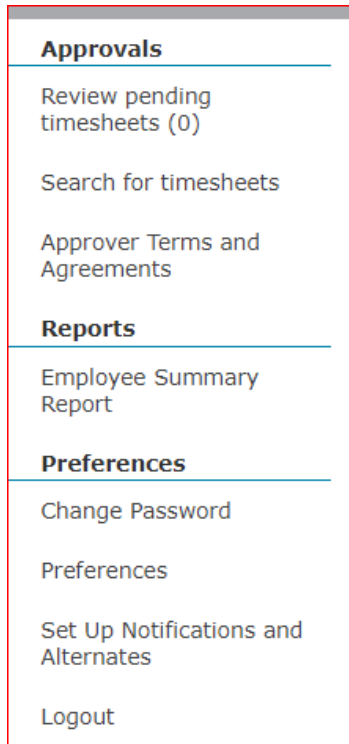 Approvals
Review pending
timesheets (0)
Search for timesheets
Approver Terms and
Agreements
Reports
Employee Summary
Report
Preferences
Change Password
Preferences
Set Up Notifications and
Alternates
Logout